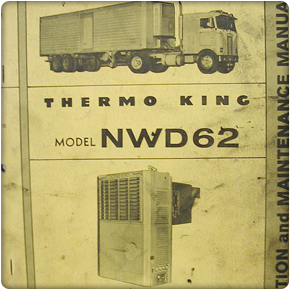 THERMO KING
MODEL NWD62
TION and MAINTENANCE MANUA